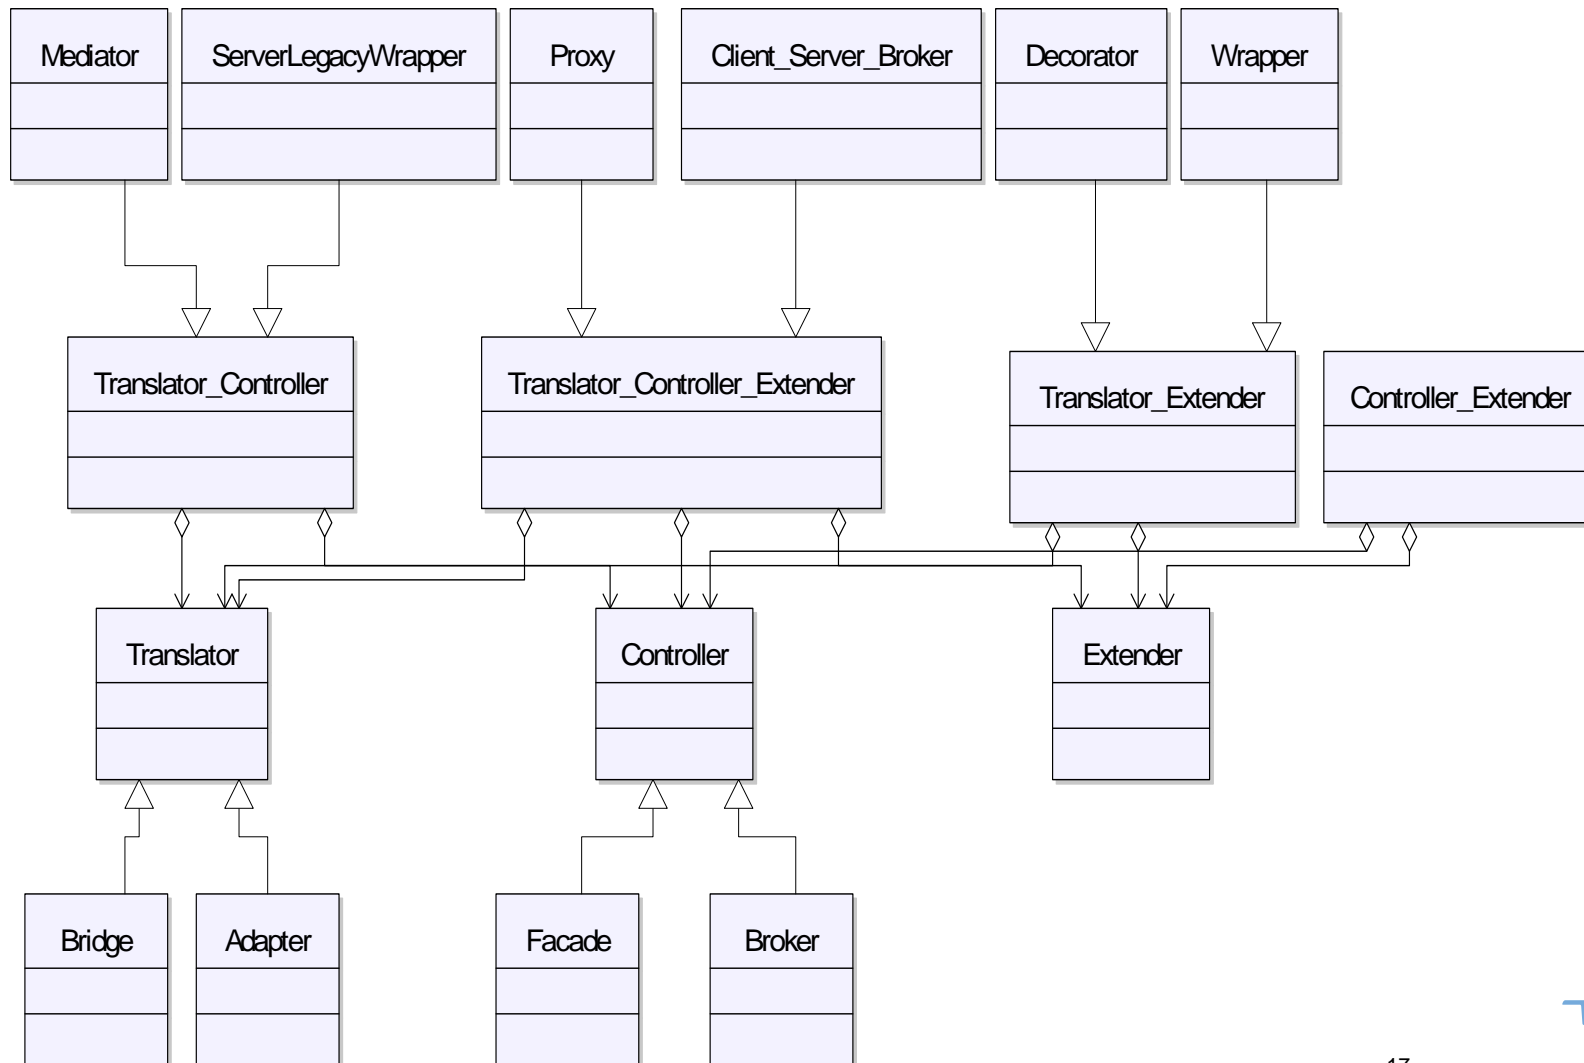 Mediator
ServerLegacyWrapper
Proxy
Client_Server_Broker
Decorator
Wrapper
Translator_Controller
Translator_Controller_Extender
Translator_Extender
Controller_Extender
Translator
Controller
Extender
Bridge
Adapter
Facade
Broker